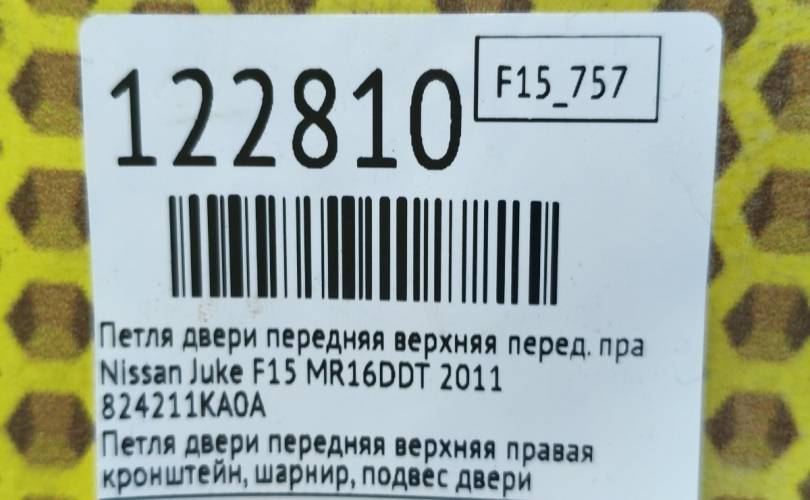 122810
F15_757
Петля двери передняя верхняя перед. пра
Nissan Juke F15 MR16DDT 2011
824211KA0A
Петля двери передняя верхняя правая
кронштейн, шарнир, подвес двери